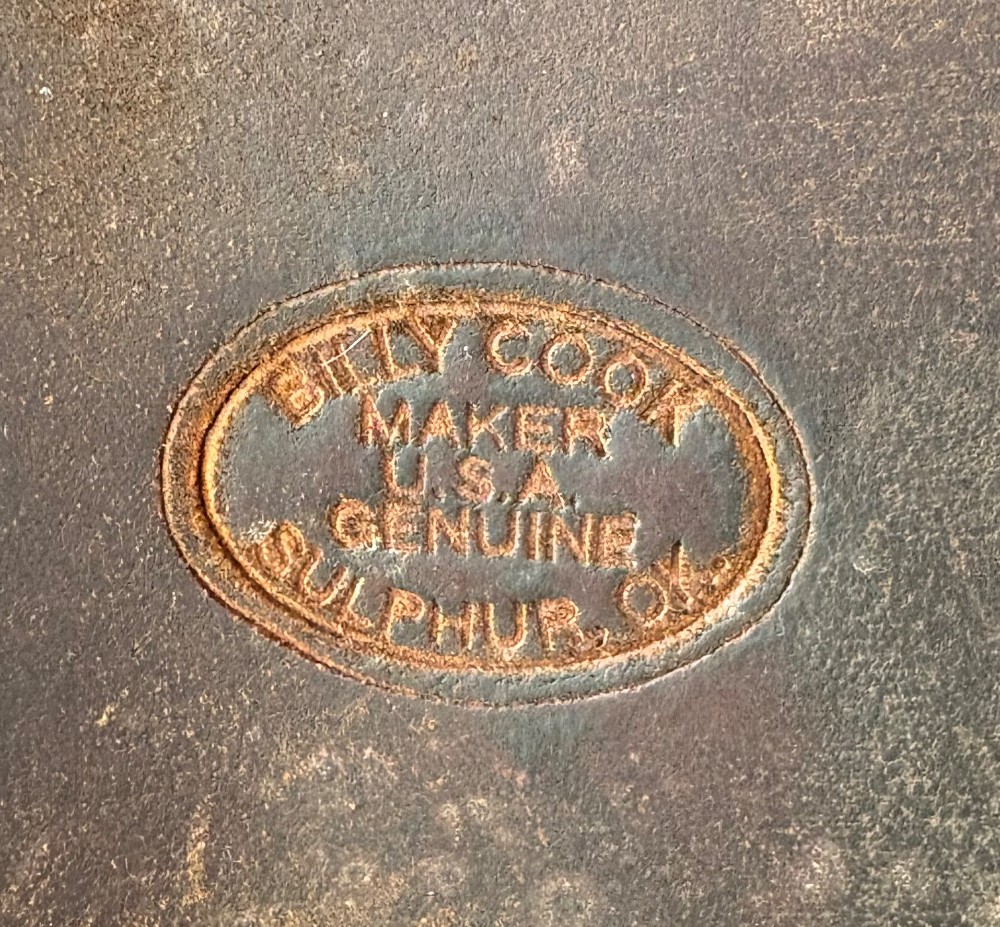 BILLY COOK
MAKER
U.S.A.
GENUINE
SULPHUR, OK.